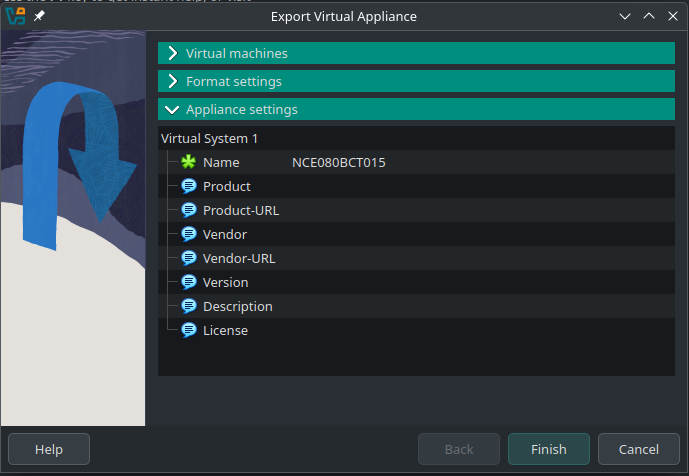 Export Virtual Appliance
Virtual machines
Format settings
Appliance settings
Virtual System 1
Name NCE080BCT015
Product
Product-URL
Vendor
Vendor-URL
Version
Description
License
Help Back Finish Cancel